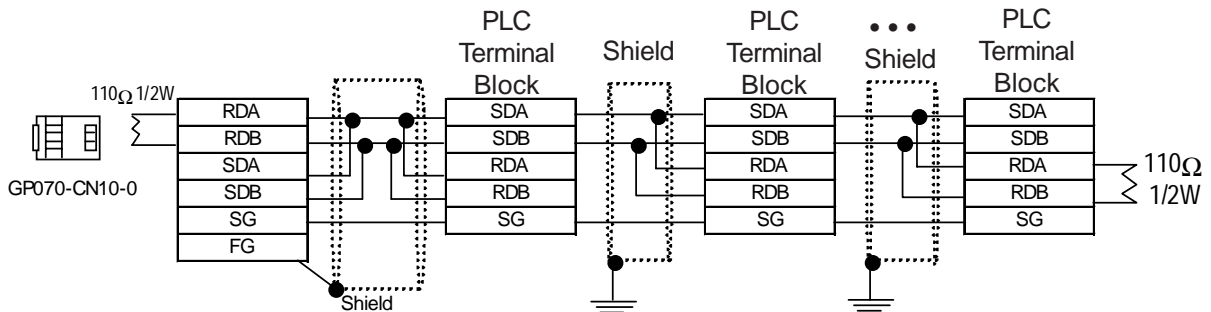 PLC
Terminal
Block
Shield
PLC
Terminal
Block
•••
Shield
PLC
Terminal
Block
110Ω 1/2W
GP070-CN10-0
RDA
RDB
SDA
SDB
SG
FG
Shield
SDA
SDB
RDA
RDB
SG
SDA
SDB
RDA
RDB
SG
SDA
SDB
RDA
RDB
SG
110Ω
1/2W